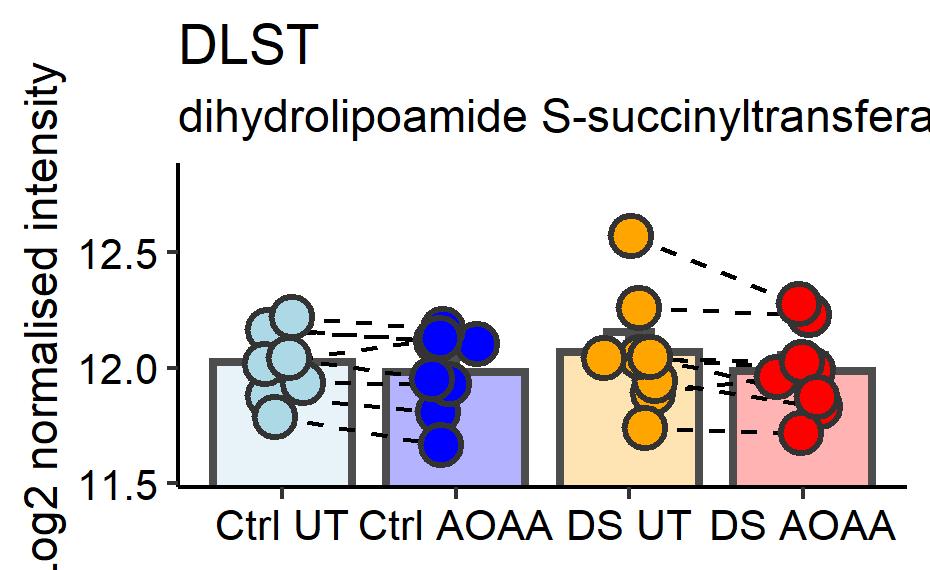 DLST
dihydrolipoamide S-succinyltransfera
og2 normalised intensity
12.5
12.0
11.5
Ctrl UT Ctrl AOAA DS UT DS AOAA